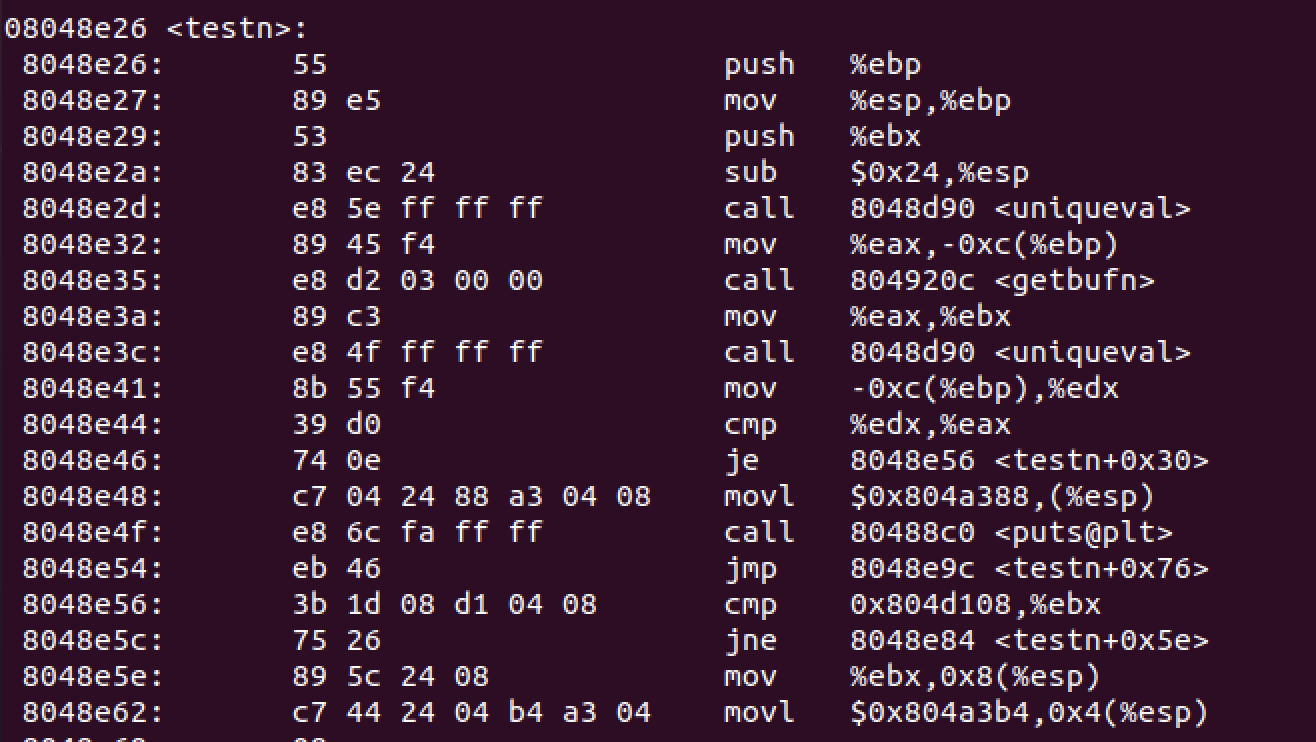 08048e26 <testn>:
 8048e26:	55	push   %ebp
 8048e27:	89 e5	mov    %esp,%ebp
 8048e29:	53	push   %ebx
 8048e2a:	83 ec 24	sub    $0x24,%esp
 8048e2d:	e8 5e ff ff ff	call   8048d90 <uniqueval>
 8048e32:	89 45 f4	mov    %eax,-0xc(%ebp)
 8048e35:	e8 d2 03 00 00	call   804920c <getbufn>
 8048e3a:	89 c3	mov    %eax,%ebx
 8048e3c:	e8 4f ff ff ff	call   8048d90 <uniqueval>
 8048e41:	8b 55 f4	mov    -0xc(%ebp),%edx
 8048e44:	39 d0	cmp    %edx,%eax
 8048e46:	74 0e	je     8048e56 <testn+0x30>
 8048e48:	c7 04 24 88 a3 04 08	movl   $0x804a388,(%esp)
 8048e4f:	e8 6c fa ff ff	call   80488c0 <puts@plt>
 8048e54:	eb 46	jmp    8048e9c <testn+0x76>
 8048e56:	3b 1d 08 d1 04 08	cmp    0x804d108,%ebx
 8048e5c:	75 26	jne    8048e84 <testn+0x5e>
 8048e5e:	89 5c 24 08	mov    %ebx,0x8(%esp)
 8048e62:	c7 44 24 04 b4 a3 04	movl   $0x804a3b4,0x4(%esp)